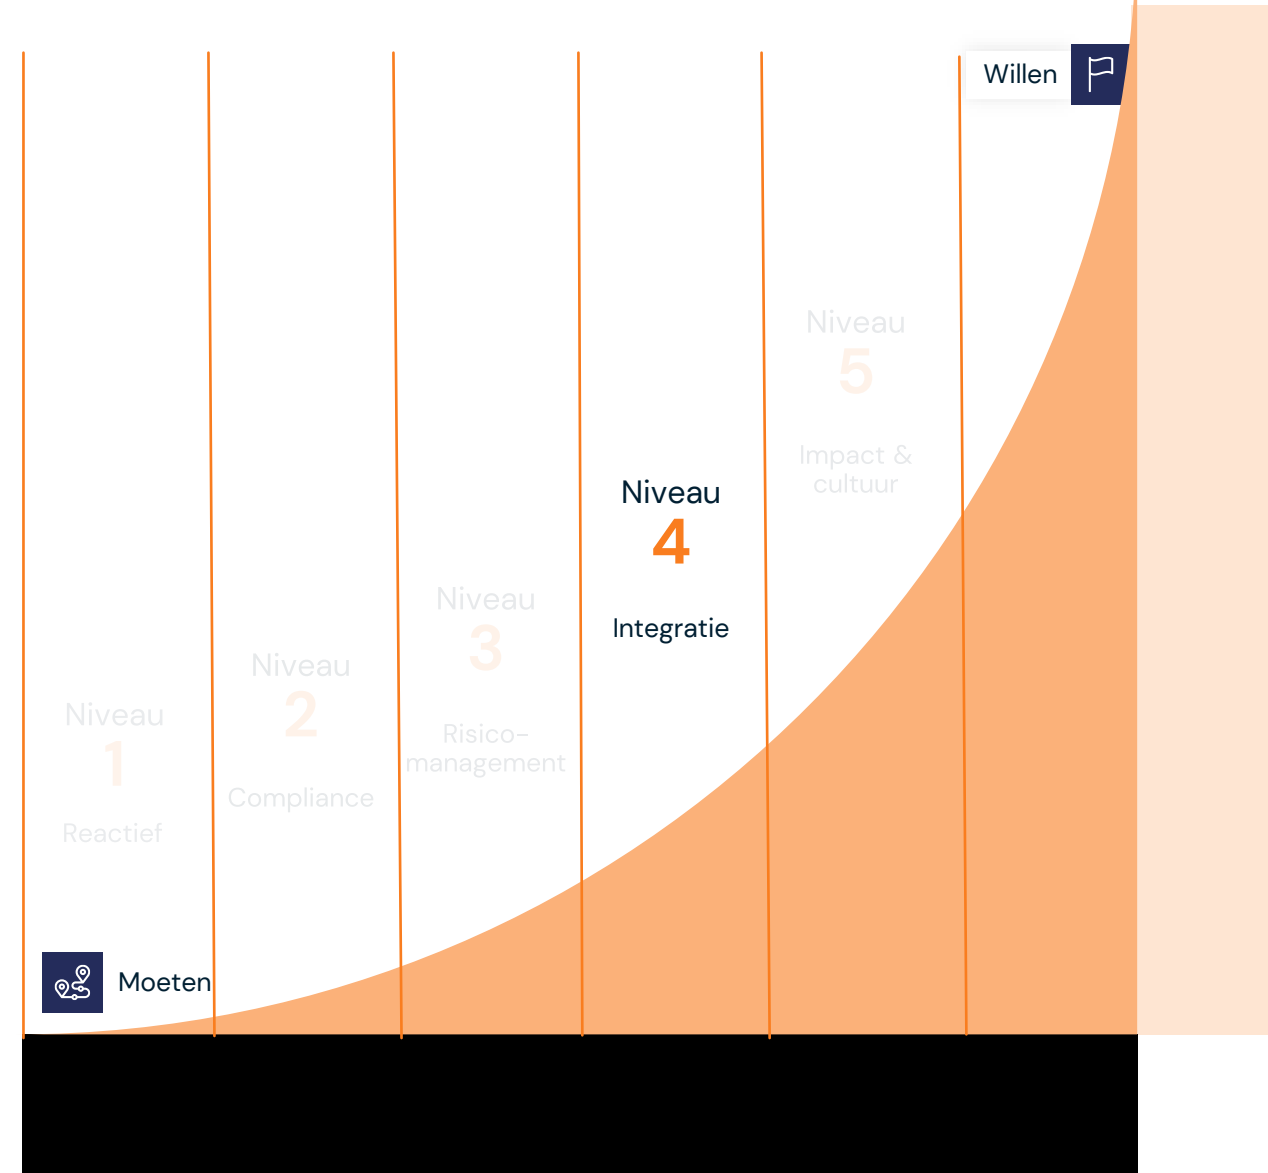 Willen
Niveau
5
Impact &
cultuur
Niveau
4
Integratie
Niveau
3
Risico-
management
Niveau
2
Compliance
Niveau
1
Reactief
Moeten